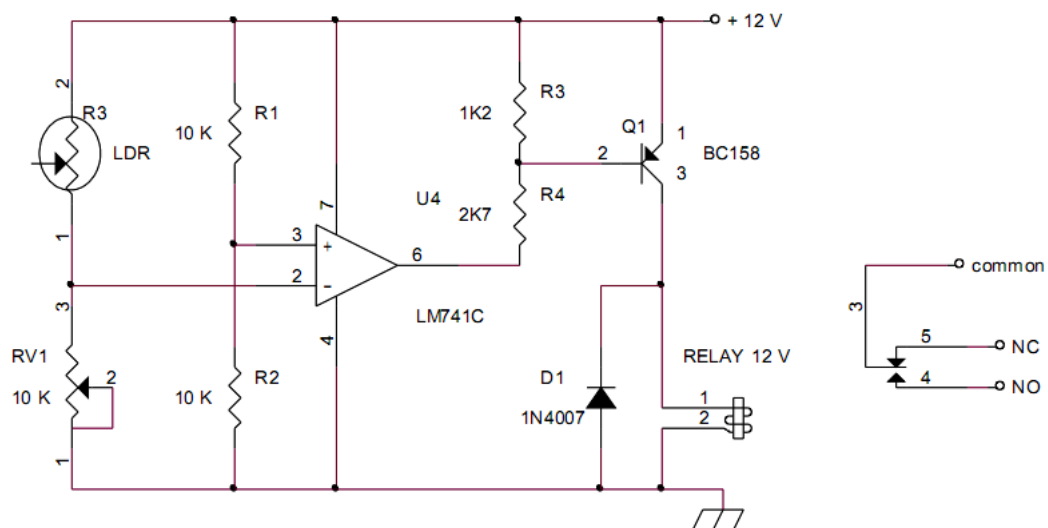 + 12 V
2
R3
LDR
1
R1
10 K
7
U4
3
+
2
−
6
4
LM741C
R3
1K2
2
R4
2K7
Q1
1
BC158
3
3
RV1
2
10 K
1
R2
10 K
D1
1N4007
RELAY 12 V
1
2
common
3
5
NC
4
NO